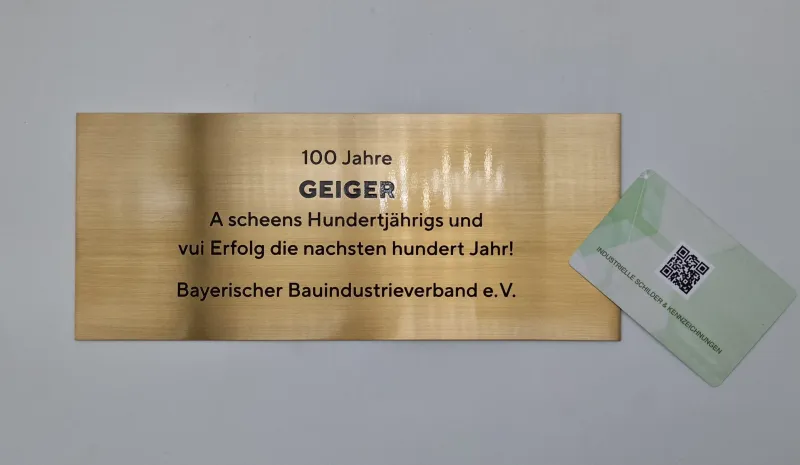 100 Jahre
GEIGER
A scheens Hundertjährigs und
vui Erfolg die nachsten hundert Jahr!
Bayerischer Bauindustrieverband e.V.
INDUSTRIELLE SCHILDER & KENNZEICHNUNGEN